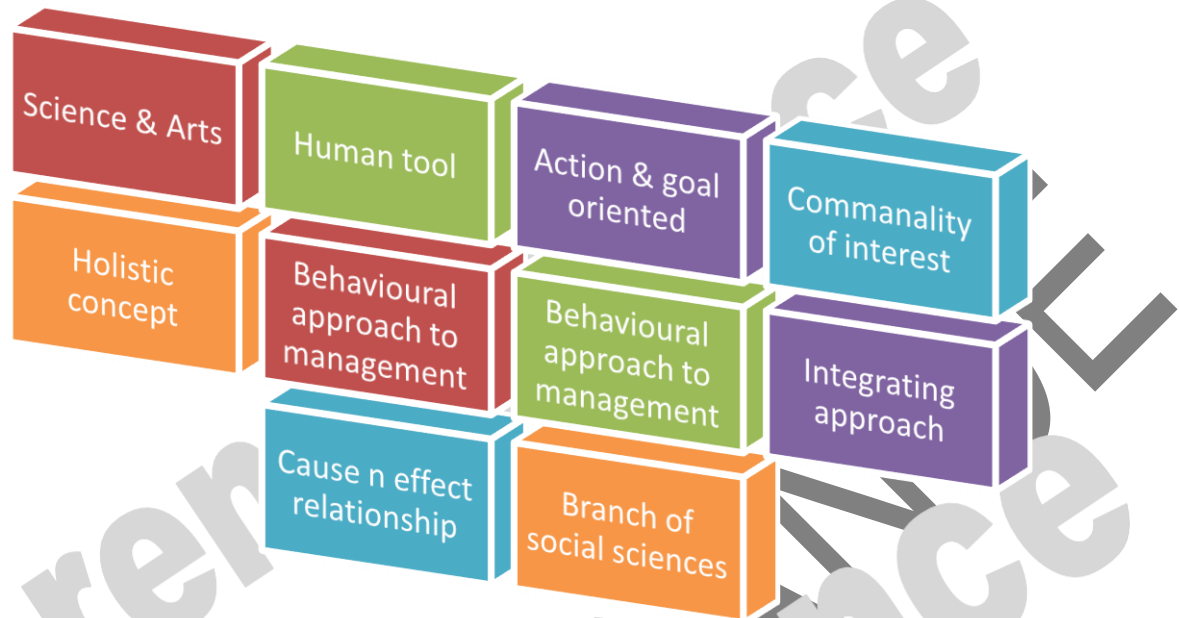 Science & Arts
Human tool
Action & goal
oriented
Commanality
of interest
Holistic
concept
Behavioural
approach to
management
Behavioural
approach to
management
Integrating
approach
Cause n effect
relationship
Branch of
social sciences